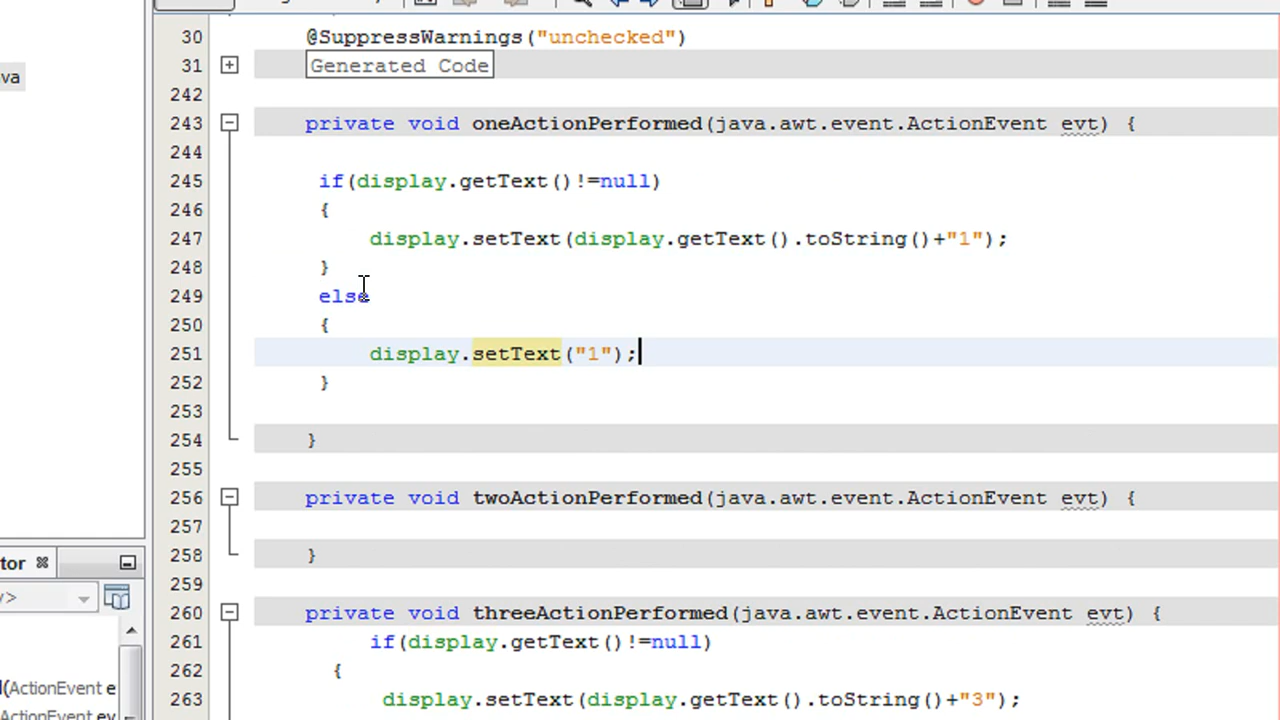 30 @SuppressWarnings("unchecked")
va
31 Generated Code
242
243 private void oneActionPerformed(java.awt.event.ActionEvent evt) {
244
245 if(display.getText()!=null)
246 {
247 display.setText(display.getText().toString()+"1");
248 }
249 else
250 {
251 display.setText("1");
252 }
253
254 }
255
256 private void twoActionPerformed(java.awt.event.ActionEvent evt) {
257
258 }
tor
259
>
260 private void threeActionPerformed(java.awt.event.ActionEvent evt) {
261 if(display.getText()!=null)
262 {
(ActionEvent e
263 display.setText(display.getText().toString()+"3");